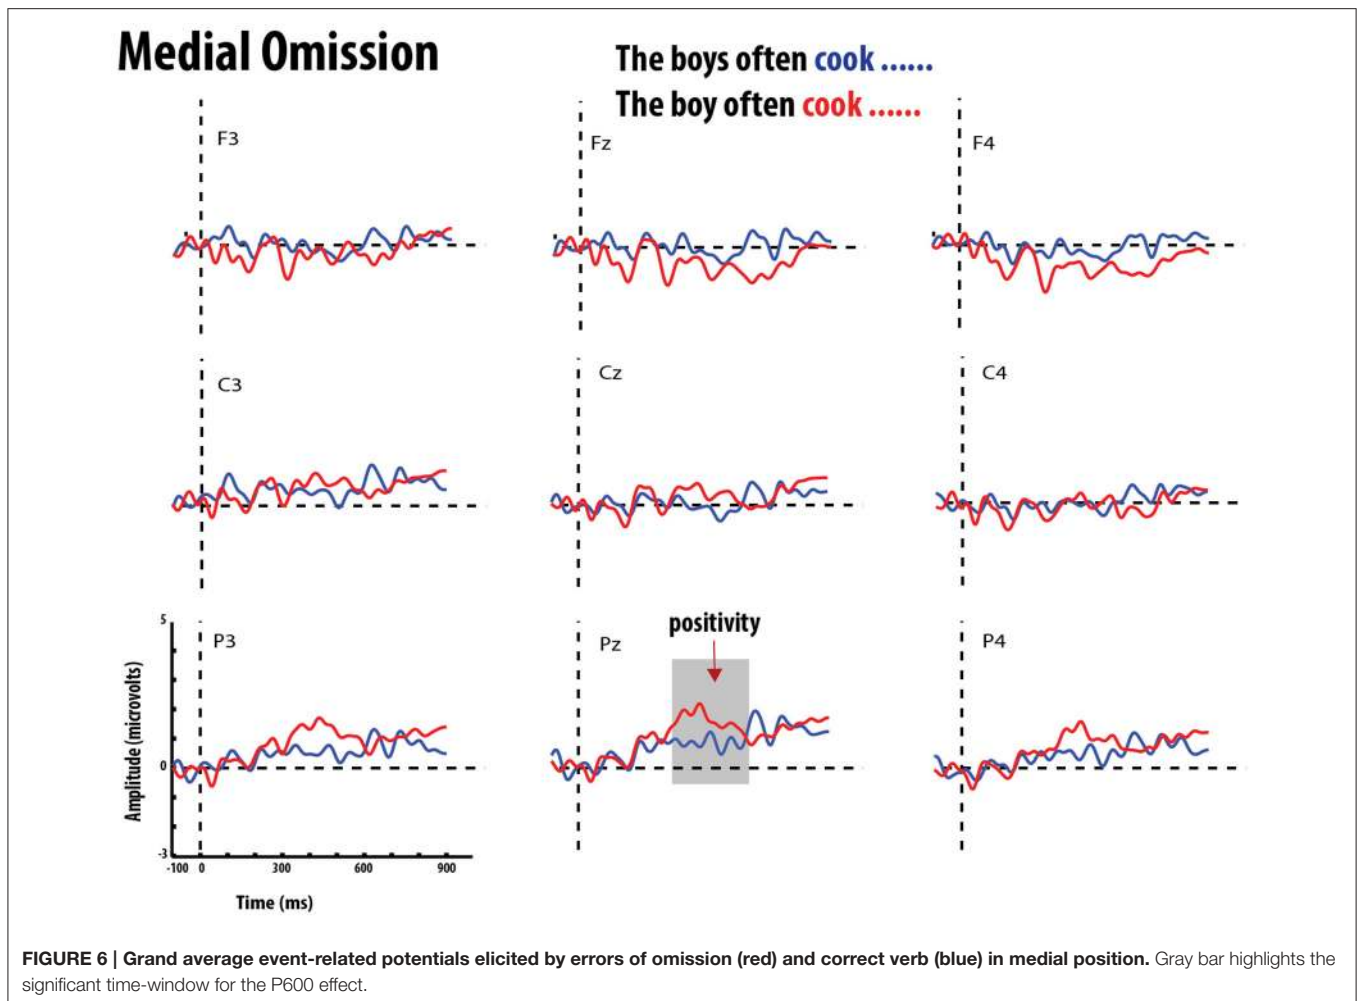 Medial Omission
The boys often cook ......
The boy often cook ......
F3
Fz
F4
C3
Cz
C4
P3
Pz
P4
positivity
5
0
-3
Amplitude (microvolts)
-100 0 300 600 900
Time (ms)
FIGURE 6 | Grand average event-related potentials elicited by errors of omission (red) and correct verb (blue) in medial position. Gray bar highlights the
significant time-window for the P600 effect.